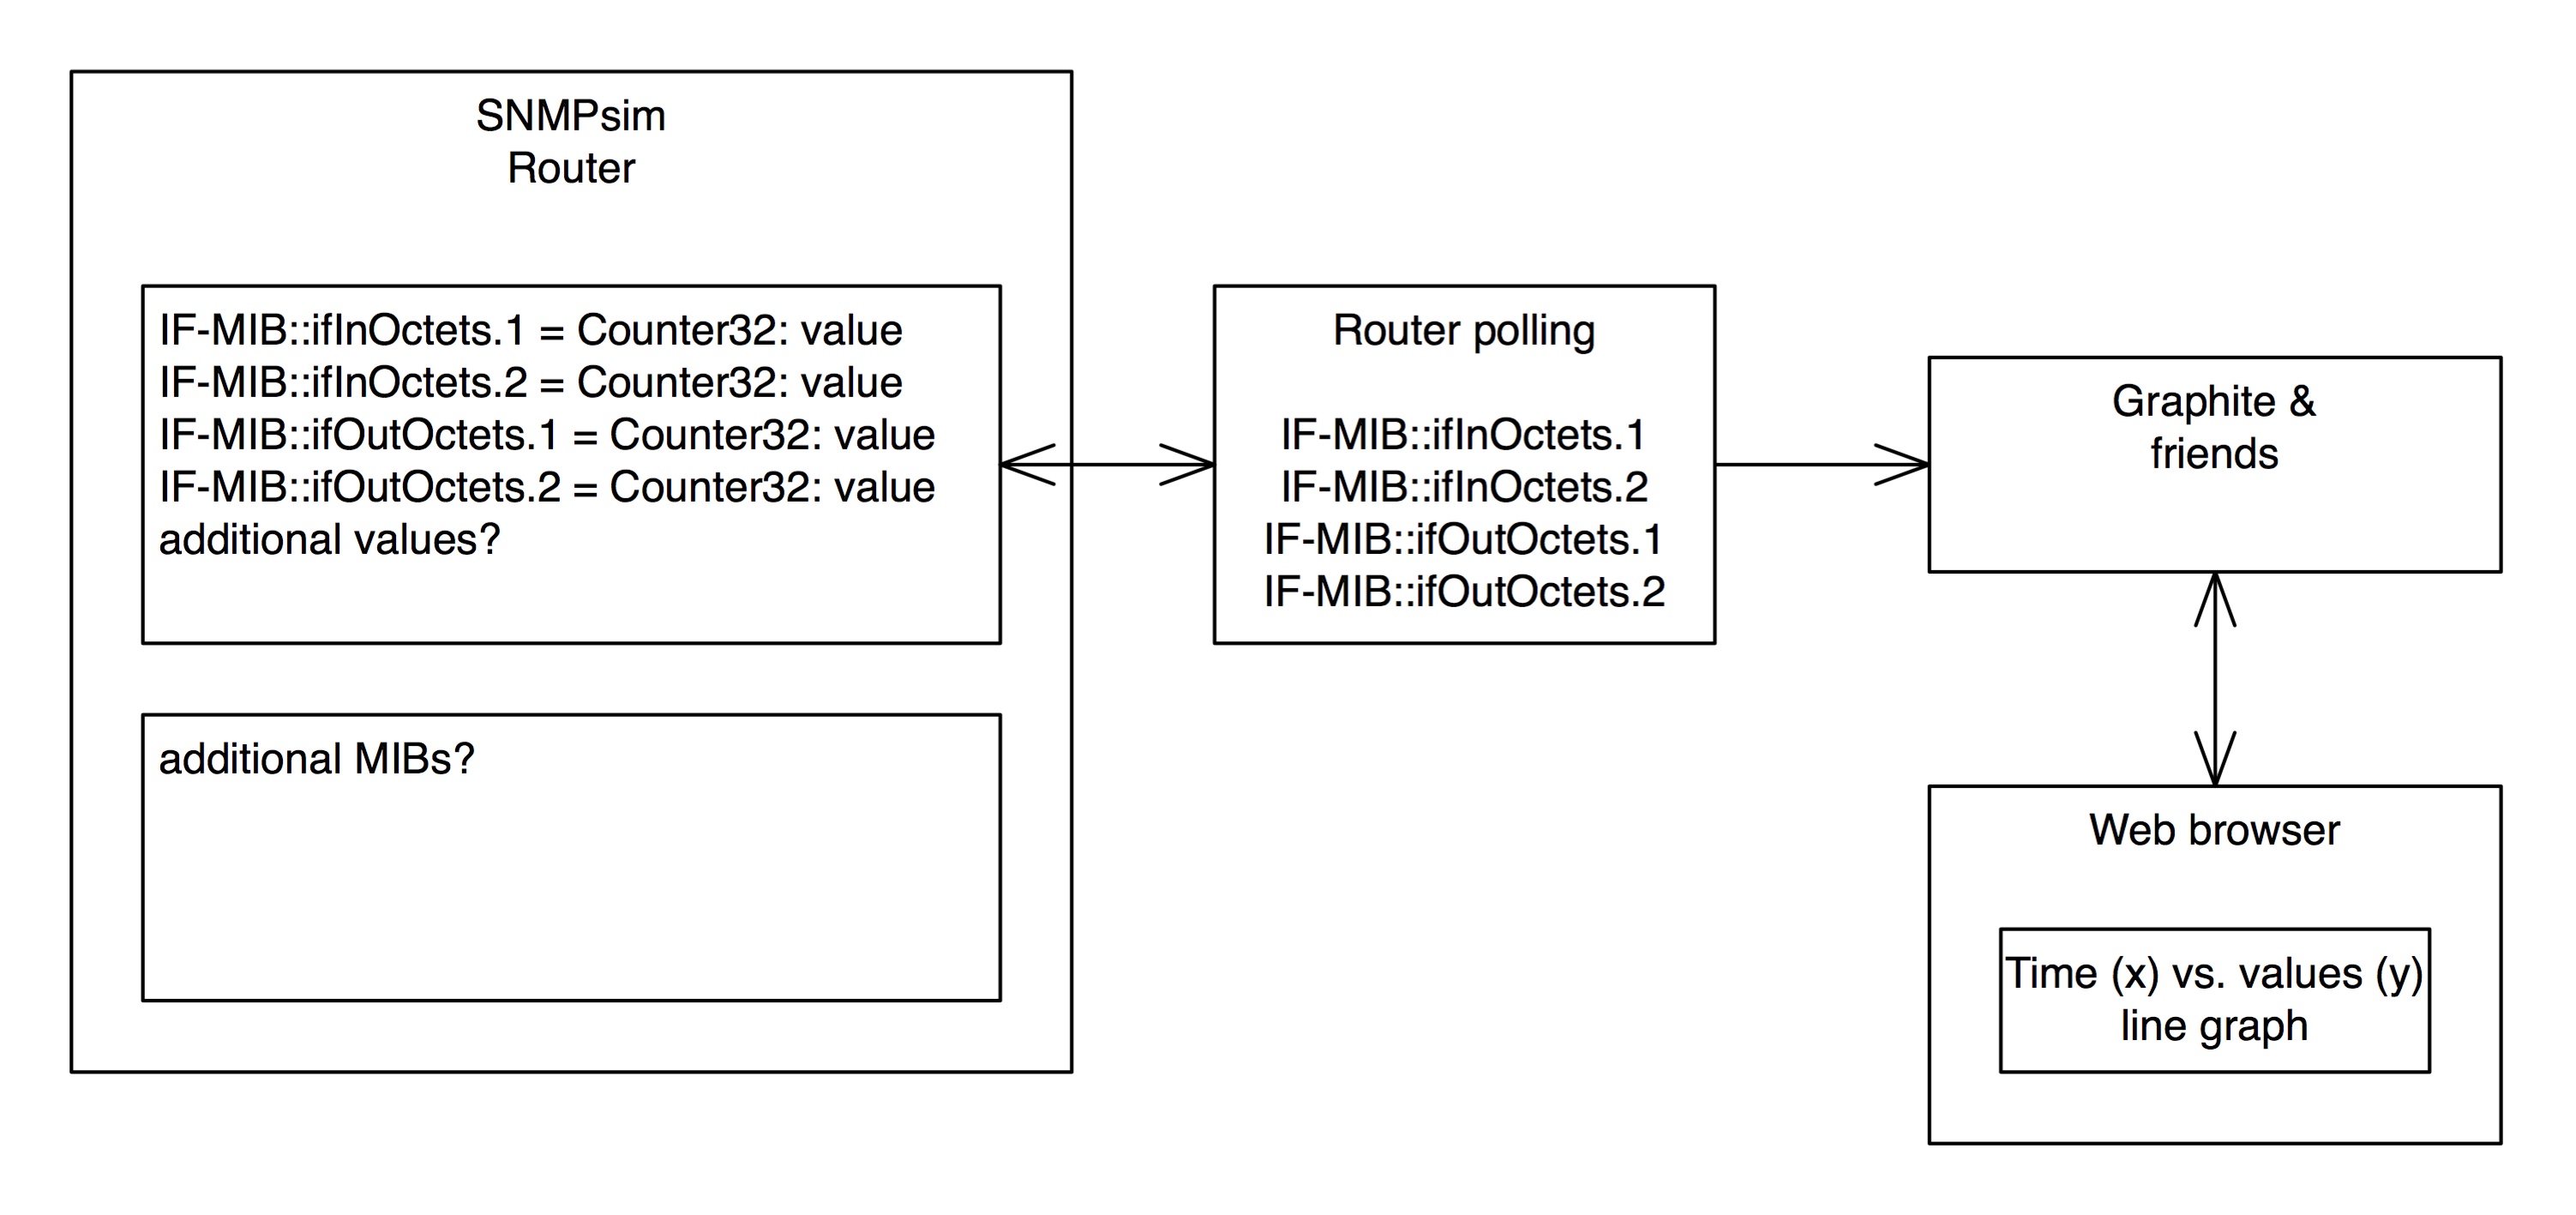 SNMPsim
Router
IF-MIB::ifInOctets.1 = Counter32: value
IF-MIB::ifInOctets.2 = Counter32: value
IF-MIB::ifOutOctets.1 = Counter32: value
IF-MIB::ifOutOctets.2 = Counter32: value
additional values?
additional MIBs?
Router polling
IF-MIB::ifInOctets.1
IF-MIB::ifInOctets.2
IF-MIB::ifOutOctets.1
IF-MIB::ifOutOctets.2
Graphite &
friends
Web browser
Time (x) vs. values (y)
line graph